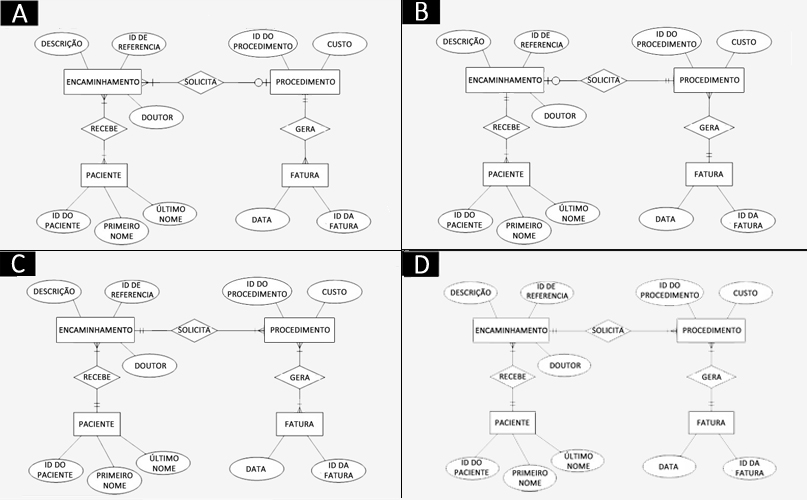 A
DESCRIÇÃO
ID DE
REFERENCIA
ID DO
PROCEDIMENTO
CUSTO
ENCAMINHAMENTO
SOLICITA
PROCEDIMENTO
DOUTOR
RECEBE
GERA
PACIENTE
FATURA
ID DO
PACIENTE
PRIMEIRO
NOME
ÚLTIMO
NOME
DATA
ID DA
FATURA
B
DESCRIÇÃO
ID DE
REFERENCIA
ID DO
PROCEDIMENTO
CUSTO
ENCAMINHAMENTO
SOLICITA
PROCEDIMENTO
DOUTOR
RECEBE
GERA
PACIENTE
FATURA
ID DO
PACIENTE
PRIMEIRO
NOME
ÚLTIMO
NOME
DATA
ID DA
FATURA
C
DESCRIÇÃO
ID DE
REFERENCIA
ID DO
PROCEDIMENTO
CUSTO
ENCAMINHAMENTO
SOLICITA
PROCEDIMENTO
DOUTOR
RECEBE
GERA
PACIENTE
FATURA
ID DO
PACIENTE
PRIMEIRO
NOME
ÚLTIMO
NOME
DATA
ID DA
FATURA
D
DESCRIÇÃO
ID DE
REFERENCIA
ID DO
PROCEDIMENTO
CUSTO
ENCAMINHAMENTO
SOLICITA
PROCEDIMENTO
DOUTOR
RECEBE
GERA
PACIENTE
FATURA
ID DO
PACIENTE
PRIMEIRO
NOME
ÚLTIMO
NOME
DATA
ID DA
FATURA